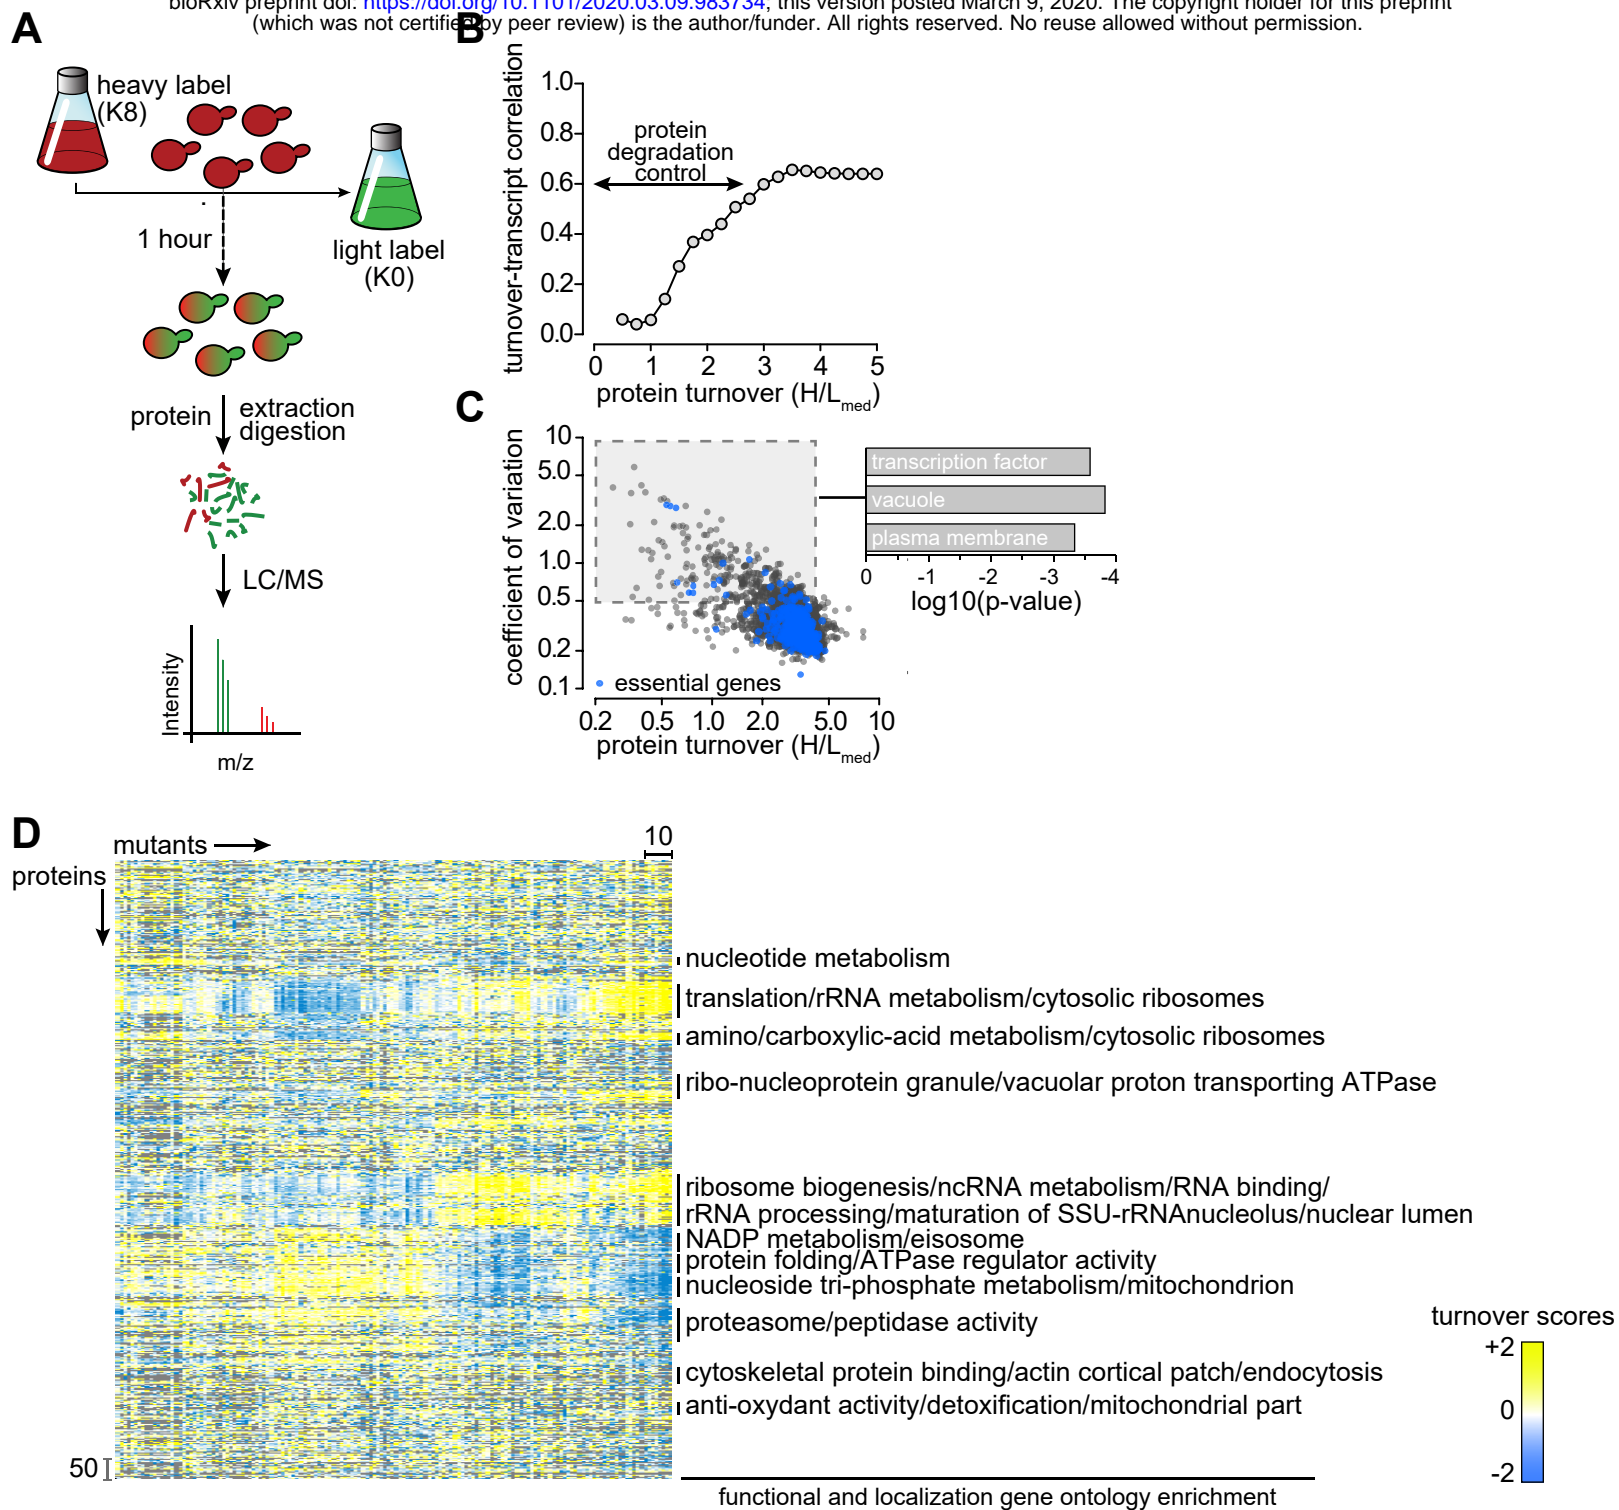 bioRxiv preprint doi: https://doi.org/10.1101/2020.03.09.983734; this version posted March 9, 2020. The copyright holder for this preprint
(which was not certified by peer review) is the author/funder. All rights reserved. No reuse allowed without permission.
A
heavy label
(K8)
light label
(K0)
1 hour
protein
extraction
digestion
LC/MS
Intensity
m/z
B
turnover-transcript correlation
1.0
0.8
0.6
0.4
0.2
0.0
protein
degradation
control
0 1 2 3 4 5
protein turnover (H/Lmed)
C
coefficient of variation
10
5.0
2.0
1.0
0.5
0.2
0.1
essential genes
0.2 0.5 1.0 2.0 5.0 10
protein turnover (H/Lmed)
transcription factor
vacuole
plasma membrane
0 -1 -2 -3 -4
log10(p-value)
D
mutants
10
proteins
50
nucleotide metabolism
translation/rRNA metabolism/cytosolic ribosomes
amino/carboxylic-acid metabolism/cytosolic ribosomes
ribo-nucleoprotein granule/vacuolar proton transporting ATPase
ribosome biogenesis/ncRNA metabolism/RNA binding/
rRNA processing/maturation of SSU-rRNAnucleolus/nuclear lumen
NADP metabolism/eisosome
protein folding/ATPase regulator activity
nucleoside tri-phosphate metabolism/mitochondrion
proteasome/peptidase activity
cytoskeletal protein binding/actin cortical patch/endocytosis
anti-oxydant activity/detoxification/mitochondrial part
functional and localization gene ontology enrichment
turnover scores
+2
0
-2